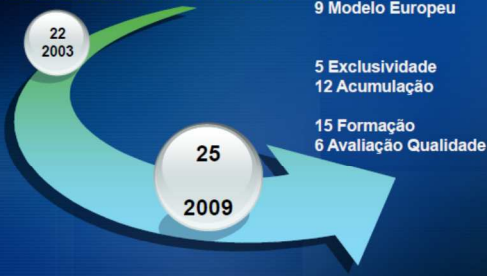 9 Modelo Europeu
22
2003
5 Exclusividade
12 Acumulação
15 Formação
6 Avaliação Qualidade
25
2009